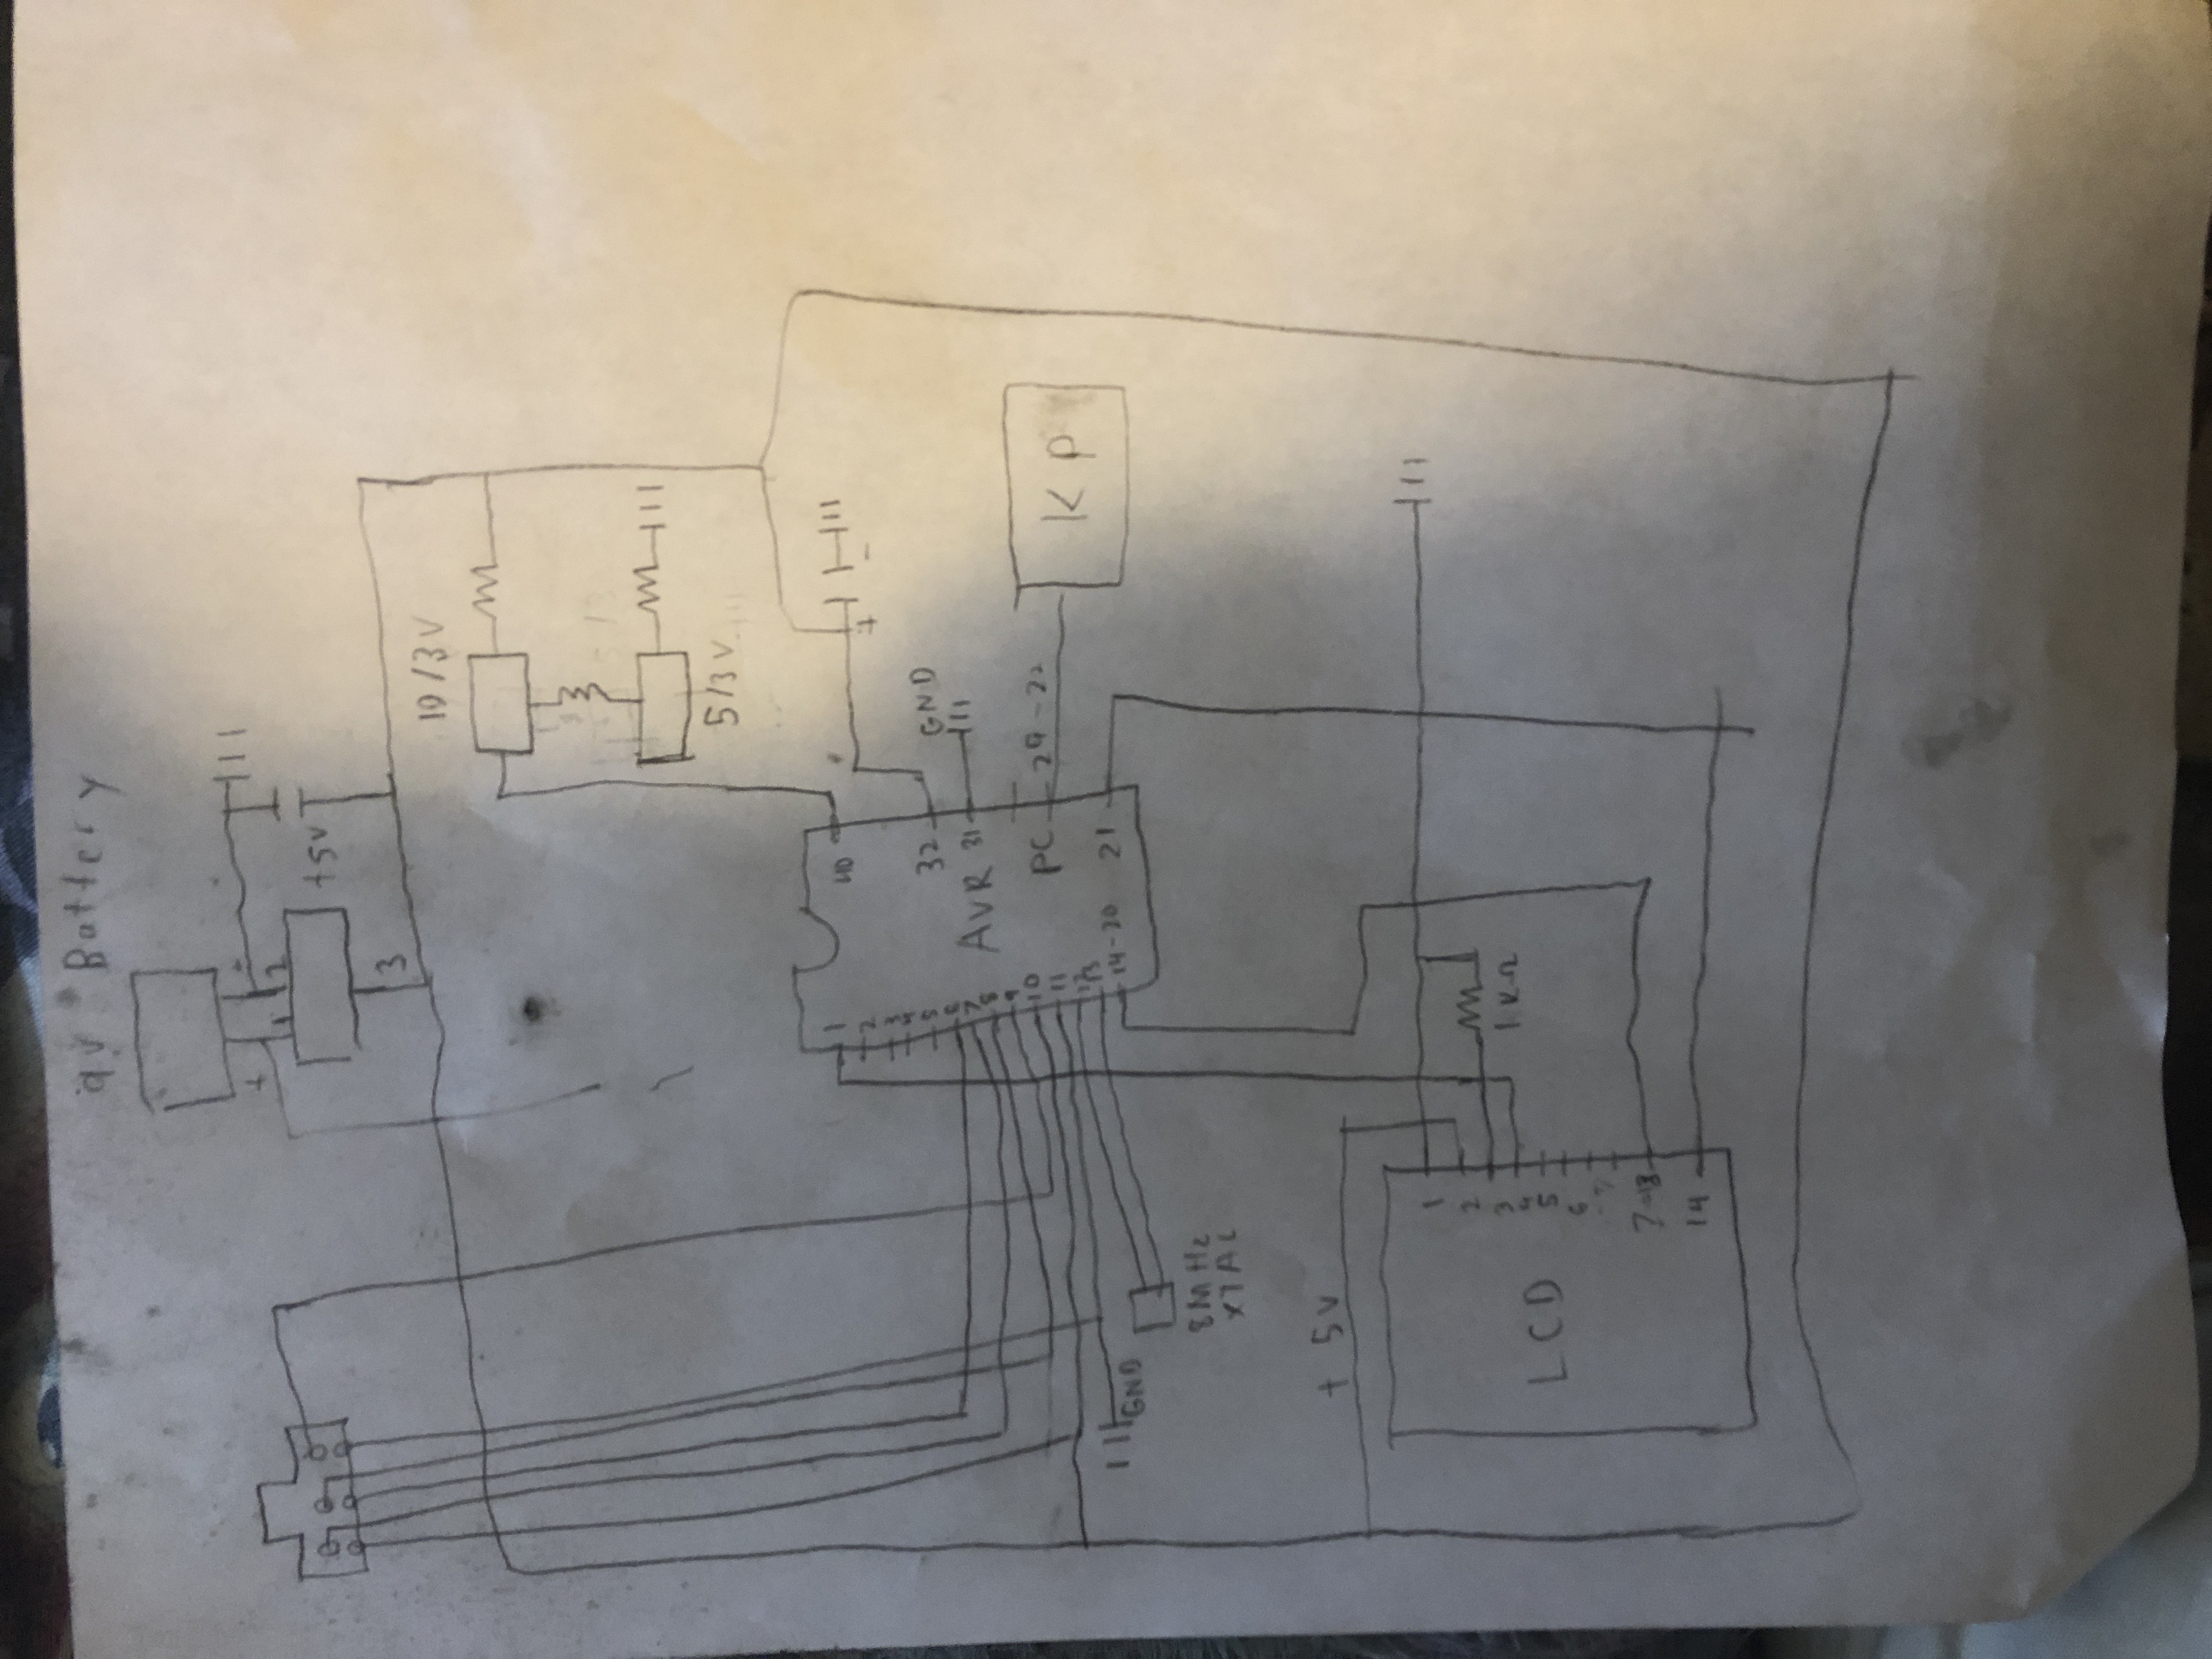 9V Battery
+ -
1 2
+5V
3
10/3V
5/3V
1
2
3
4
5
6
7
8
9
10
11
12
13
14-20
40
32
AVR 31
PC
21
+ -
GND
29-22
KP
GND
8MHz
XTAL
+ 5V
1
2
3
4
5
6
7-13
14
LCD
1KΩ